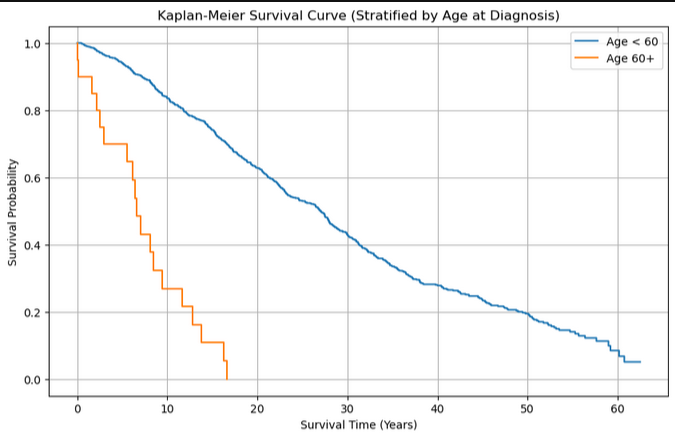 Kaplan-Meier Survival Curve (Stratified by Age at Diagnosis)
Age < 60
Age 60+
1.0
0.8
0.6
0.4
0.2
0.0
Survival Probability
0 10 20 30 40 50 60
Survival Time (Years)